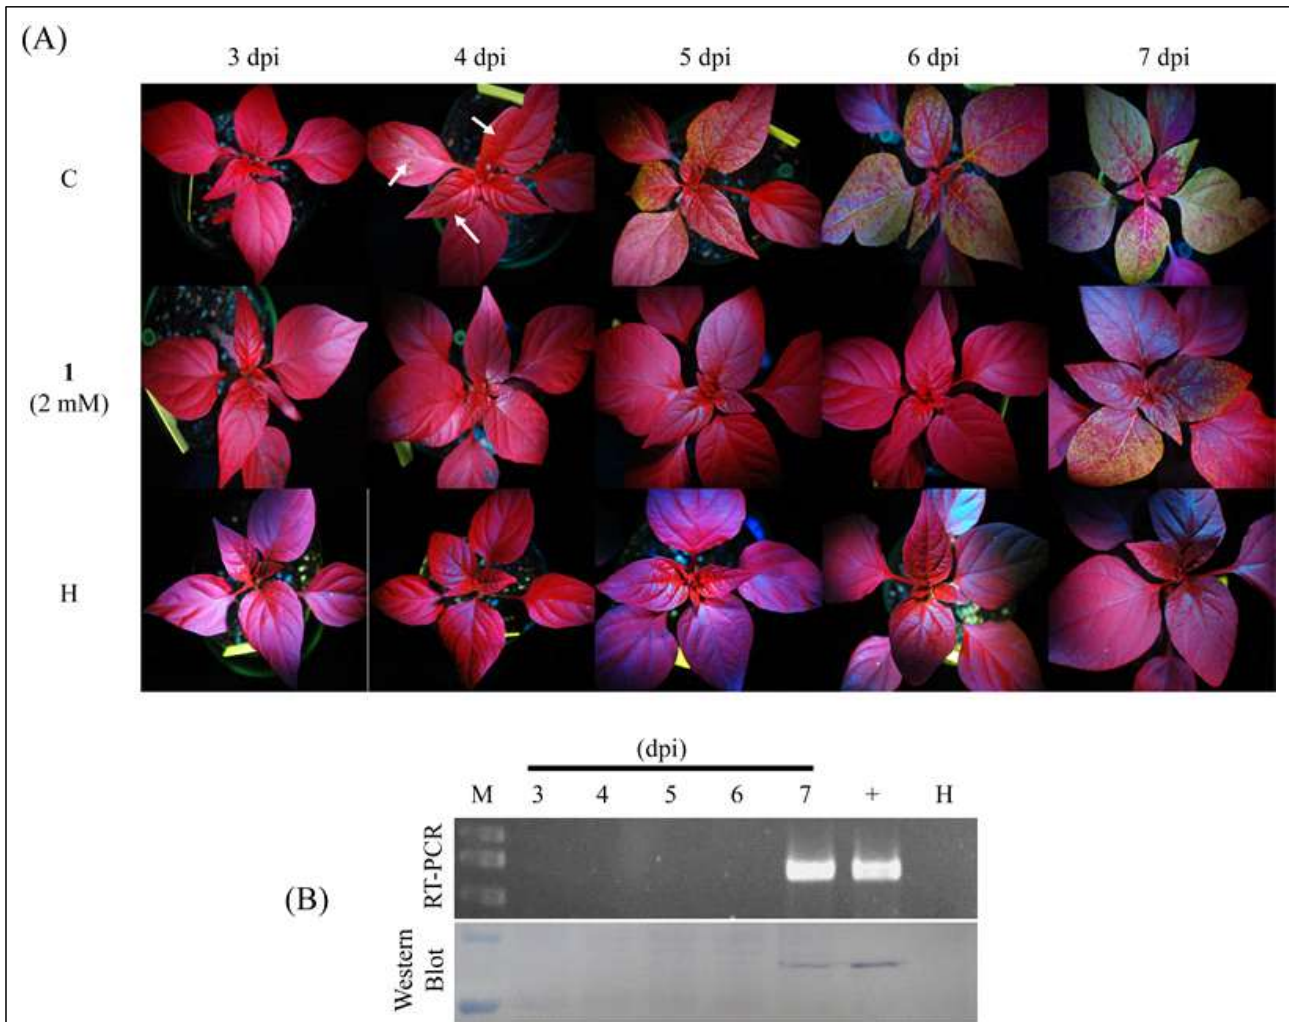 (A)
3 dpi
4 dpi
5 dpi
6 dpi
7 dpi
C
1
(2 mM)
H
(dpi)
M
3
4
5
6
7
+
H
RT-PCR
(B)
Western
Blot